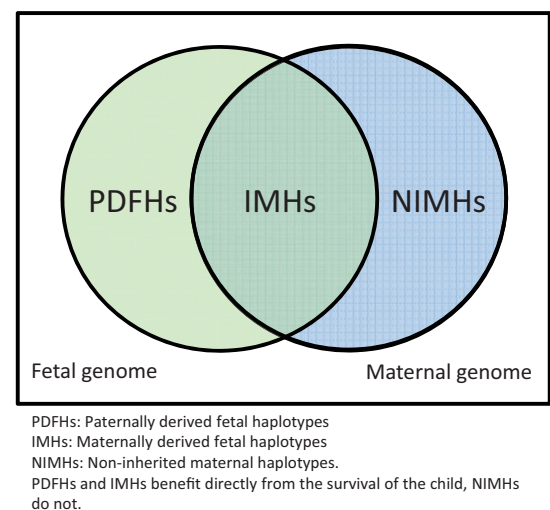 PDFHs IMHs NIMHs
Fetal genome Maternal genome
PDFHs: Paternally derived fetal haplotypes
IMHs: Maternally derived fetal haplotypes
NIMHs: Non-inherited maternal haplotypes.
PDFHs and IMHs benefit directly from the survival of the child, NIMHs
do not.